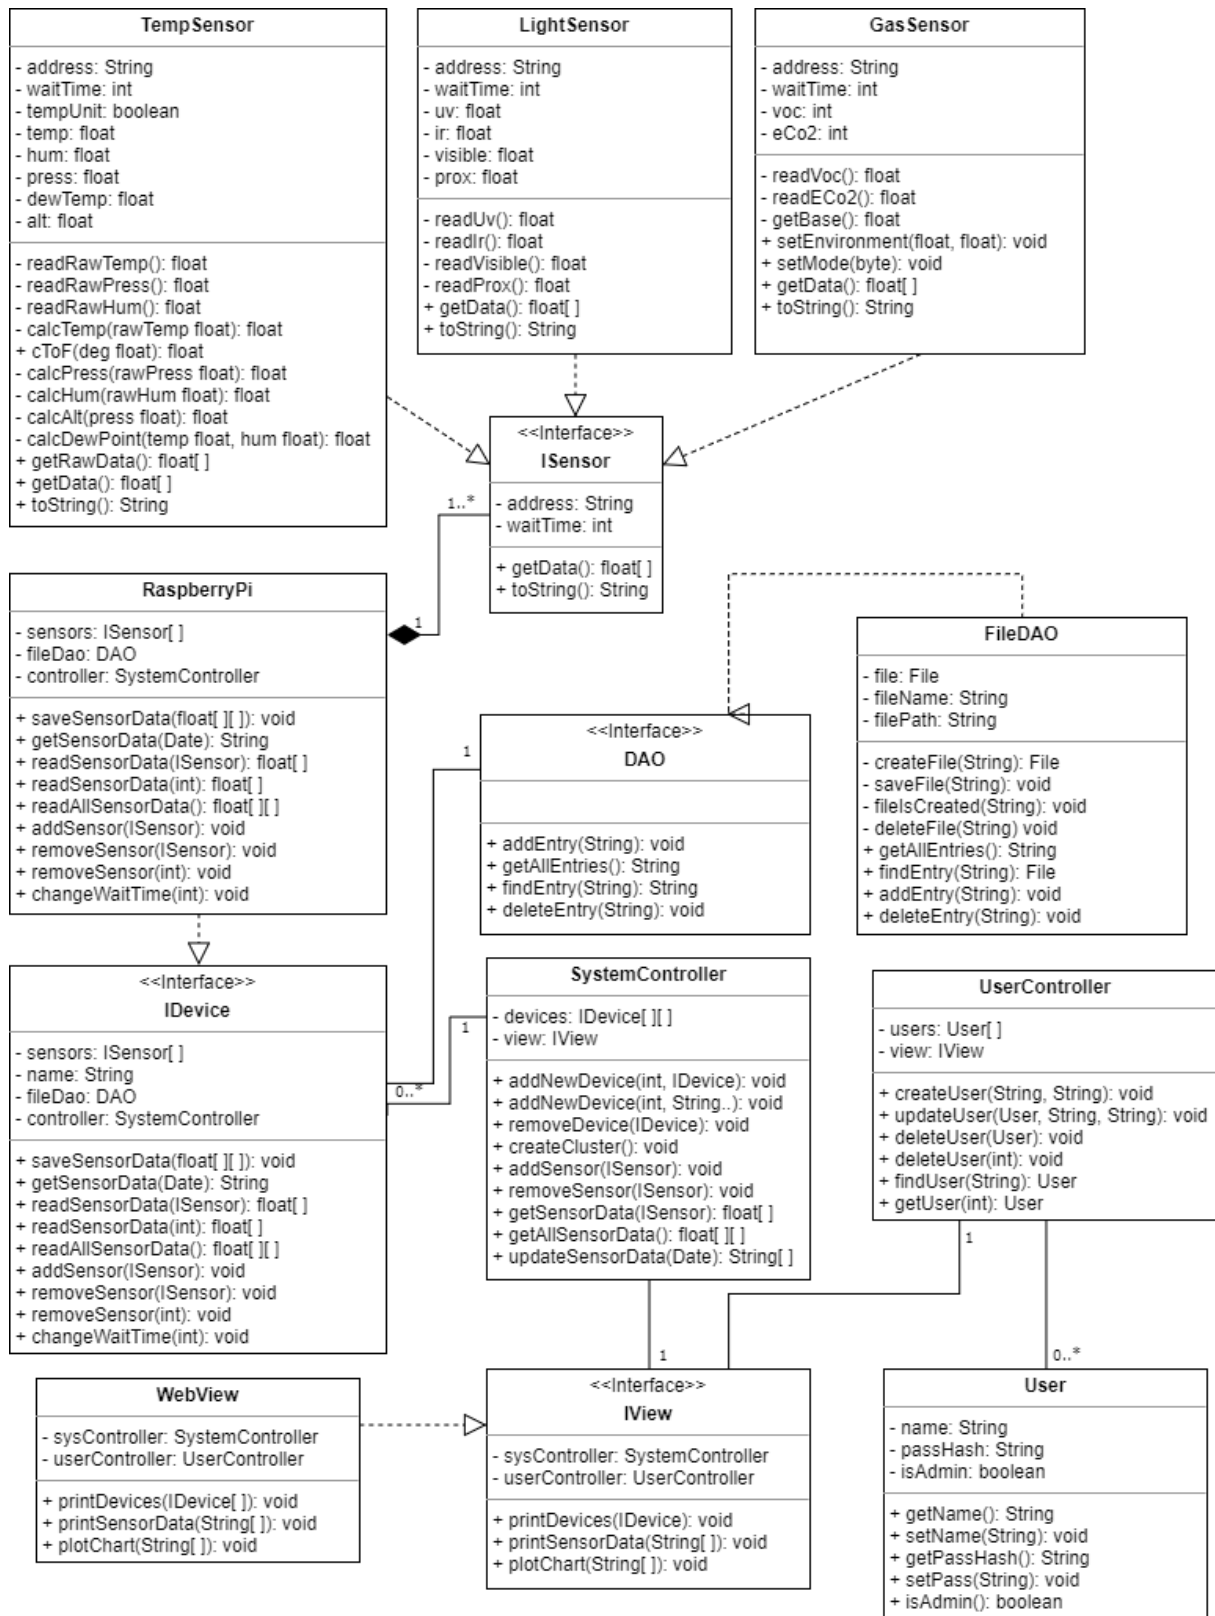 TempSensor
- address: String
- waitTime: int
- tempUnit: boolean
- temp: float
- hum: float
- press: float
- dewTemp: float
- alt: float
- readRawTemp(): float
- readRawPress(): float
- readRawHum(): float
- calcTemp(rawTemp float): float
+ cToF(deg float): float
- calcPress(rawPress float): float
- calcHum(rawHum float): float
- calcAlt(press float): float
- calcDewPoint(temp float, hum float): float
+ getRawData(): float[ ]
+ getData(): float[ ]
+ toString(): String
LightSensor
- address: String
- waitTime: int
- uv: float
- ir: float
- visible: float
- prox: float
- readUv(): float
- readIr(): float
- readVisible(): float
- readProx(): float
+ getData(): float[ ]
+ toString(): String
GasSensor
- address: String
- waitTime: int
- voc: int
- eCo2: int
- readVoc(): float
- readECo2(): float
- getBase(): float
+ setEnvironment(float, float): void
+ setMode(byte): void
+ getData(): float[ ]
+ toString(): String
<<Interface>>
ISensor
- address: String
- waitTime: int
+ getData(): float[ ]
+ toString(): String
1..*
1
RaspberryPi
- sensors: ISensor[ ]
- fileDao: DAO
- controller: SystemController
+ saveSensorData(float[ ][ ]): void
+ getSensorData(Date): String
+ readSensorData(ISensor): float[ ]
+ readSensorData(int): float[ ]
+ readAllSensorData(): float[ ][ ]
+ addSensor(ISensor): void
+ removeSensor(ISensor): void
+ removeSensor(int): void
+ changeWaitTime(int): void
<<Interface>>
DAO
+ addEntry(String): void
+ getAllEntries(): String
+ findEntry(String): String
+ deleteEntry(String): void
1
FileDAO
- file: File
- fileName: String
- filePath: String
- createFile(String): File
- saveFile(String): void
- fileIsCreated(String): void
- deleteFile(String) void
+ getAllEntries(): String
+ findEntry(String): File
+ addEntry(String): void
+ deleteEntry(String): void
<<Interface>>
IDevice
- sensors: ISensor[ ]
- name: String
- fileDao: DAO
- controller: SystemController
+ saveSensorData(float[ ][ ]): void
+ getSensorData(Date): String
+ readSensorData(ISensor): float[ ]
+ readSensorData(int): float[ ]
+ readAllSensorData(): float[ ][ ]
+ addSensor(ISensor): void
+ removeSensor(ISensor): void
+ removeSensor(int): void
+ changeWaitTime(int): void
0..*
1
SystemController
- devices: IDevice[ ][ ]
- view: IView
+ addNewDevice(int, IDevice): void
+ addNewDevice(int, String..): void
+ removeDevice(IDevice): void
+ createCluster(): void
+ addSensor(ISensor): void
+ removeSensor(ISensor): void
+ getSensorData(ISensor): float[ ]
+ getAllSensorData(): float[ ][ ]
+ updateSensorData(Date): String[ ]
UserController
- users: User[ ]
- view: IView
+ createUser(String, String): void
+ updateUser(User, String, String): void
+ deleteUser(User): void
+ deleteUser(int): void
+ findUser(String): User
+ getUser(int): User
1
1
0..*
WebView
- sysController: SystemController
- userController: UserController
+ printDevices(IDevice[ ]): void
+ printSensorData(String[ ]): void
+ plotChart(String[ ]): void
<<Interface>>
IView
- sysController: SystemController
- userController: UserController
+ printDevices(IDevice): void
+ printSensorData(String[ ]): void
+ plotChart(String[ ]): void
User
- name: String
- passHash: String
- isAdmin: boolean
+ getName(): String
+ setName(String): void
+ getPassHash(): String
+ setPass(String): void
+ isAdmin(): boolean